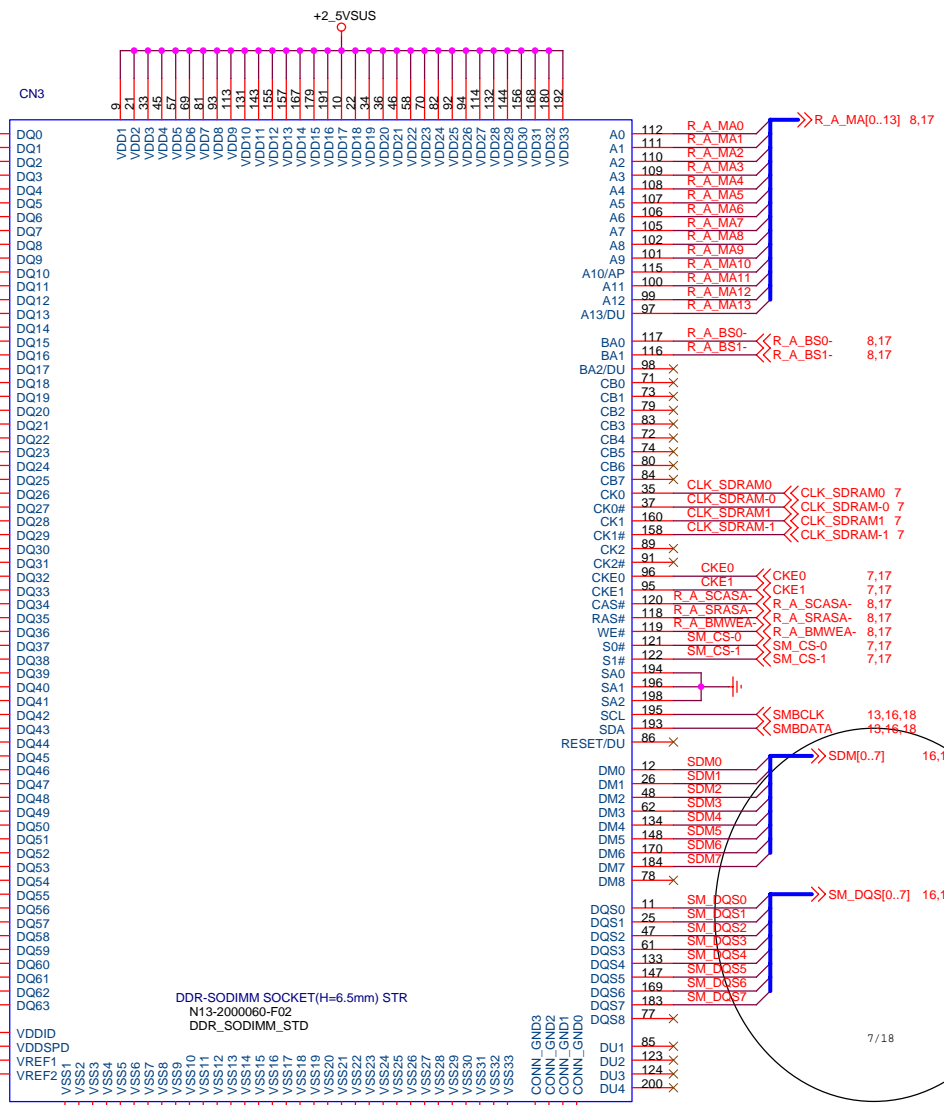 +2_5VSUS
CN3
9 21 33 45 57 69 81 93 113 131 143 155 157 167 179 191 10 22 34 36 46 58 70 82 92 94 114 132 144 156 168 180 192
VDD1 VDD2 VDD3 VDD4 VDD5 VDD6 VDD7 VDD8 VDD9 VDD10 VDD11 VDD12 VDD13 VDD14 VDD15 VDD16 VDD17 VDD18 VDD19 VDD20 VDD21 VDD22 VDD23 VDD24 VDD25 VDD26 VDD27 VDD28 VDD29 VDD30 VDD31 VDD32 VDD33
DQ0
DQ1
DQ2
DQ3
DQ4
DQ5
DQ6
DQ7
DQ8
DQ9
DQ10
DQ11
DQ12
DQ13
DQ14
DQ15
DQ16
DQ17
DQ18
DQ19
DQ20
DQ21
DQ22
DQ23
DQ24
DQ25
DQ26
DQ27
DQ28
DQ29
DQ30
DQ31
DQ32
DQ33
DQ34
DQ35
DQ36
DQ37
DQ38
DQ39
DQ40
DQ41
DQ42
DQ43
DQ44
DQ45
DQ46
DQ47
DQ48
DQ49
DQ50
DQ51
DQ52
DQ53
DQ54
DQ55
DQ56
DQ57
DQ58
DQ59
DQ60
DQ61
DQ62
DQ63
VDDID
VDDSPD
VREF1
VREF2
A0 112 R_A_MA0 R_A_MA[0..13] 8,17
A1 111 R_A_MA1
A2 110 R_A_MA2
A3 109 R_A_MA3
A4 108 R_A_MA4
A5 107 R_A_MA5
A6 106 R_A_MA6
A7 105 R_A_MA7
A8 102 R_A_MA8
A9 101 R_A_MA9
A10/AP 115 R_A_MA10
A11 100 R_A_MA11
A12 99 R_A_MA12
A13/DU 97 R_A_MA13
BA0 117 R_A_BS0- R_A_BS0- 8,17
BA1 116 R_A_BS1- R_A_BS1- 8,17
BA2/DU 98
CB0 71
CB1 73
CB2 79
CB3 83
CB4 72
CB5 74
CB6 80
CB7 84
CK0 35 CLK_SDRAM0 CLK_SDRAM0 7
CK0# 37 CLK_SDRAM-0 CLK_SDRAM-0 7
CK1 160 CLK_SDRAM1 CLK_SDRAM1 7
CK1# 158 CLK_SDRAM-1 CLK_SDRAM-1 7
CK2 89
CK2# 91
CKE0 96 CKE0 CKE0 7,17
CKE1 95 CKE1 CKE1 7,17
CAS# 120 R_A_SCASA- R_A_SCASA- 8,17
RAS# 118 R_A_SRASA- R_A_SRASA- 8,17
WE# 119 R_A_BMWEA- R_A_BMWEA- 8,17
S0# 121 SM_CS-0 SM_CS-0 7,17
S1# 122 SM_CS-1 SM_CS-1 7,17
SA0 194
SA1 196
SA2 198
SCL 195 SMBCLK 13,16,18
SDA 193 SMBDATA 13,16,18
RESET/DU 86
DM0 12 SDM0 SDM[0..7] 16,1
DM1 26 SDM1
DM2 48 SDM2
DM3 62 SDM3
DM4 134 SDM4
DM5 148 SDM5
DM6 170 SDM6
DM7 184 SDM7
DM8 78
DQS0 11 SM_DQS0 SM_DQS[0..7] 16,1
DQS1 25 SM_DQS1
DQS2 47 SM_DQS2
DQS3 61 SM_DQS3
DQS4 133 SM_DQS4
DQS5 147 SM_DQS5
DQS6 169 SM_DQS6
DQS7 183 SM_DQS7
DQS8 77
DU1 85
DU2 123
DU3 124
DU4 200
7/18
DDR-SODIMM SOCKET(H=6.5mm) STR
N13-2000060-F02
DDR_SODIMM_STD
VSS1 VSS2 VSS3 VSS4 VSS5 VSS6 VSS7 VSS8 VSS9 VSS10 VSS11 VSS12 VSS13 VSS14 VSS15 VSS16 VSS17 VSS18 VSS19 VSS20 VSS21 VSS22 VSS23 VSS24 VSS25 VSS26 VSS27 VSS28 VSS29 VSS30 VSS31 VSS32 VSS33 CONN_GND3 CONN_GND2 CONN_GND1 CONN_GND0